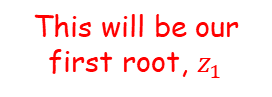 This will be our
first root, z₁